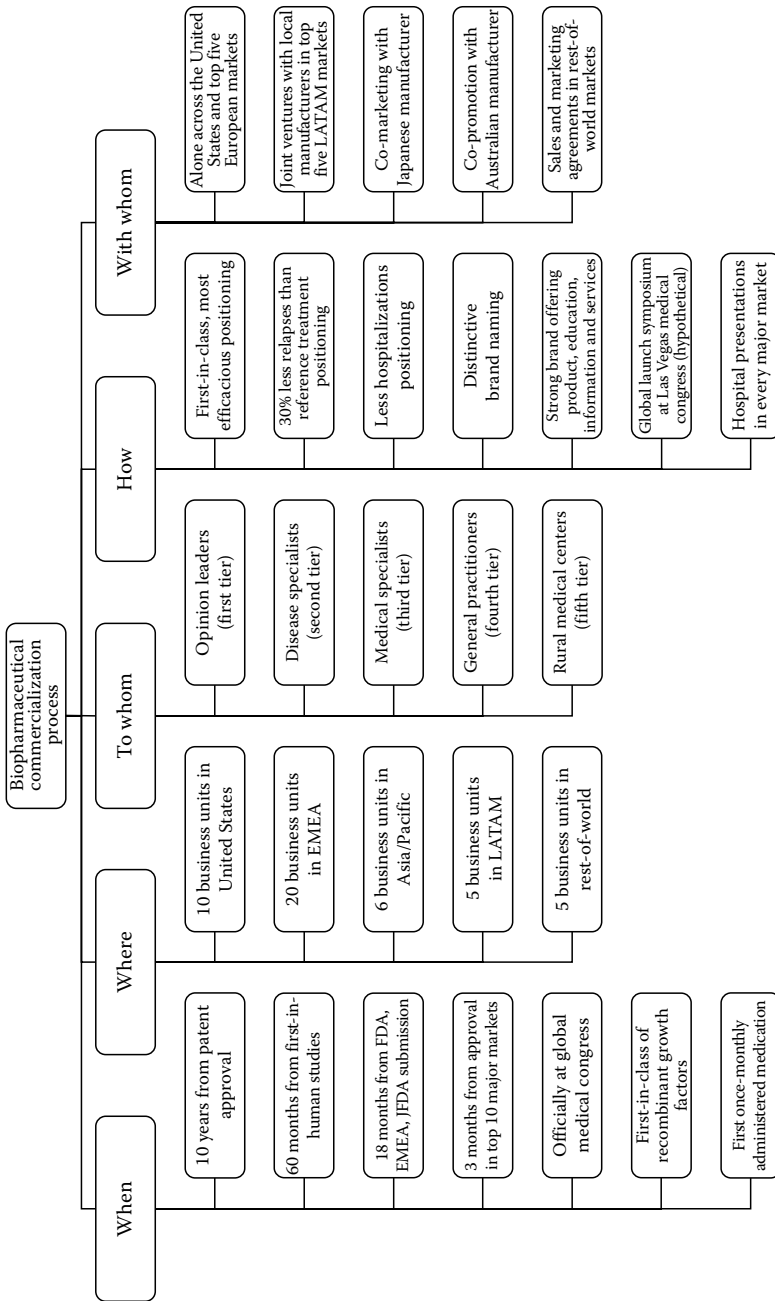 Biopharmaceutical
commercialization
process
When
10 years from patent
approval
60 months from first-in-
human studies
18 months from FDA,
EMEA, JFDA submission
3 months from approval
in top 10 major markets
Officially at global
medical congress
First-in-class of
recombinant growth
factors
First once-monthly
administered medication
Where
10 business units in
United States
20 business units
in EMEA
6 business units in
Asia/Pacific
5 business units
in LATAM
5 business units in
rest-of-world
To whom
Opinion leaders
(first tier)
Disease specialists
(second tier)
Medical specialists
(third tier)
General practitioners
(fourth tier)
Rural medical centers
(fifth tier)
How
First-in-class, most
efficacious positioning
30% less relapses than
reference treatment
positioning
Less hospitalizations
positioning
Distinctive
brand naming
Strong brand offering
product, education,
information and services
Global launch symposium
at Las Vegas medical
congress (hypothetical)
Hospital presentations
in every major market
With whom
Alone across the United
States and top five
European markets
Joint ventures with local
manufacturers in top
five LATAM markets
Co-marketing with
Japanese manufacturer
Co-promotion with
Australian manufacturer
Sales and marketing
agreements in rest-of-
world markets